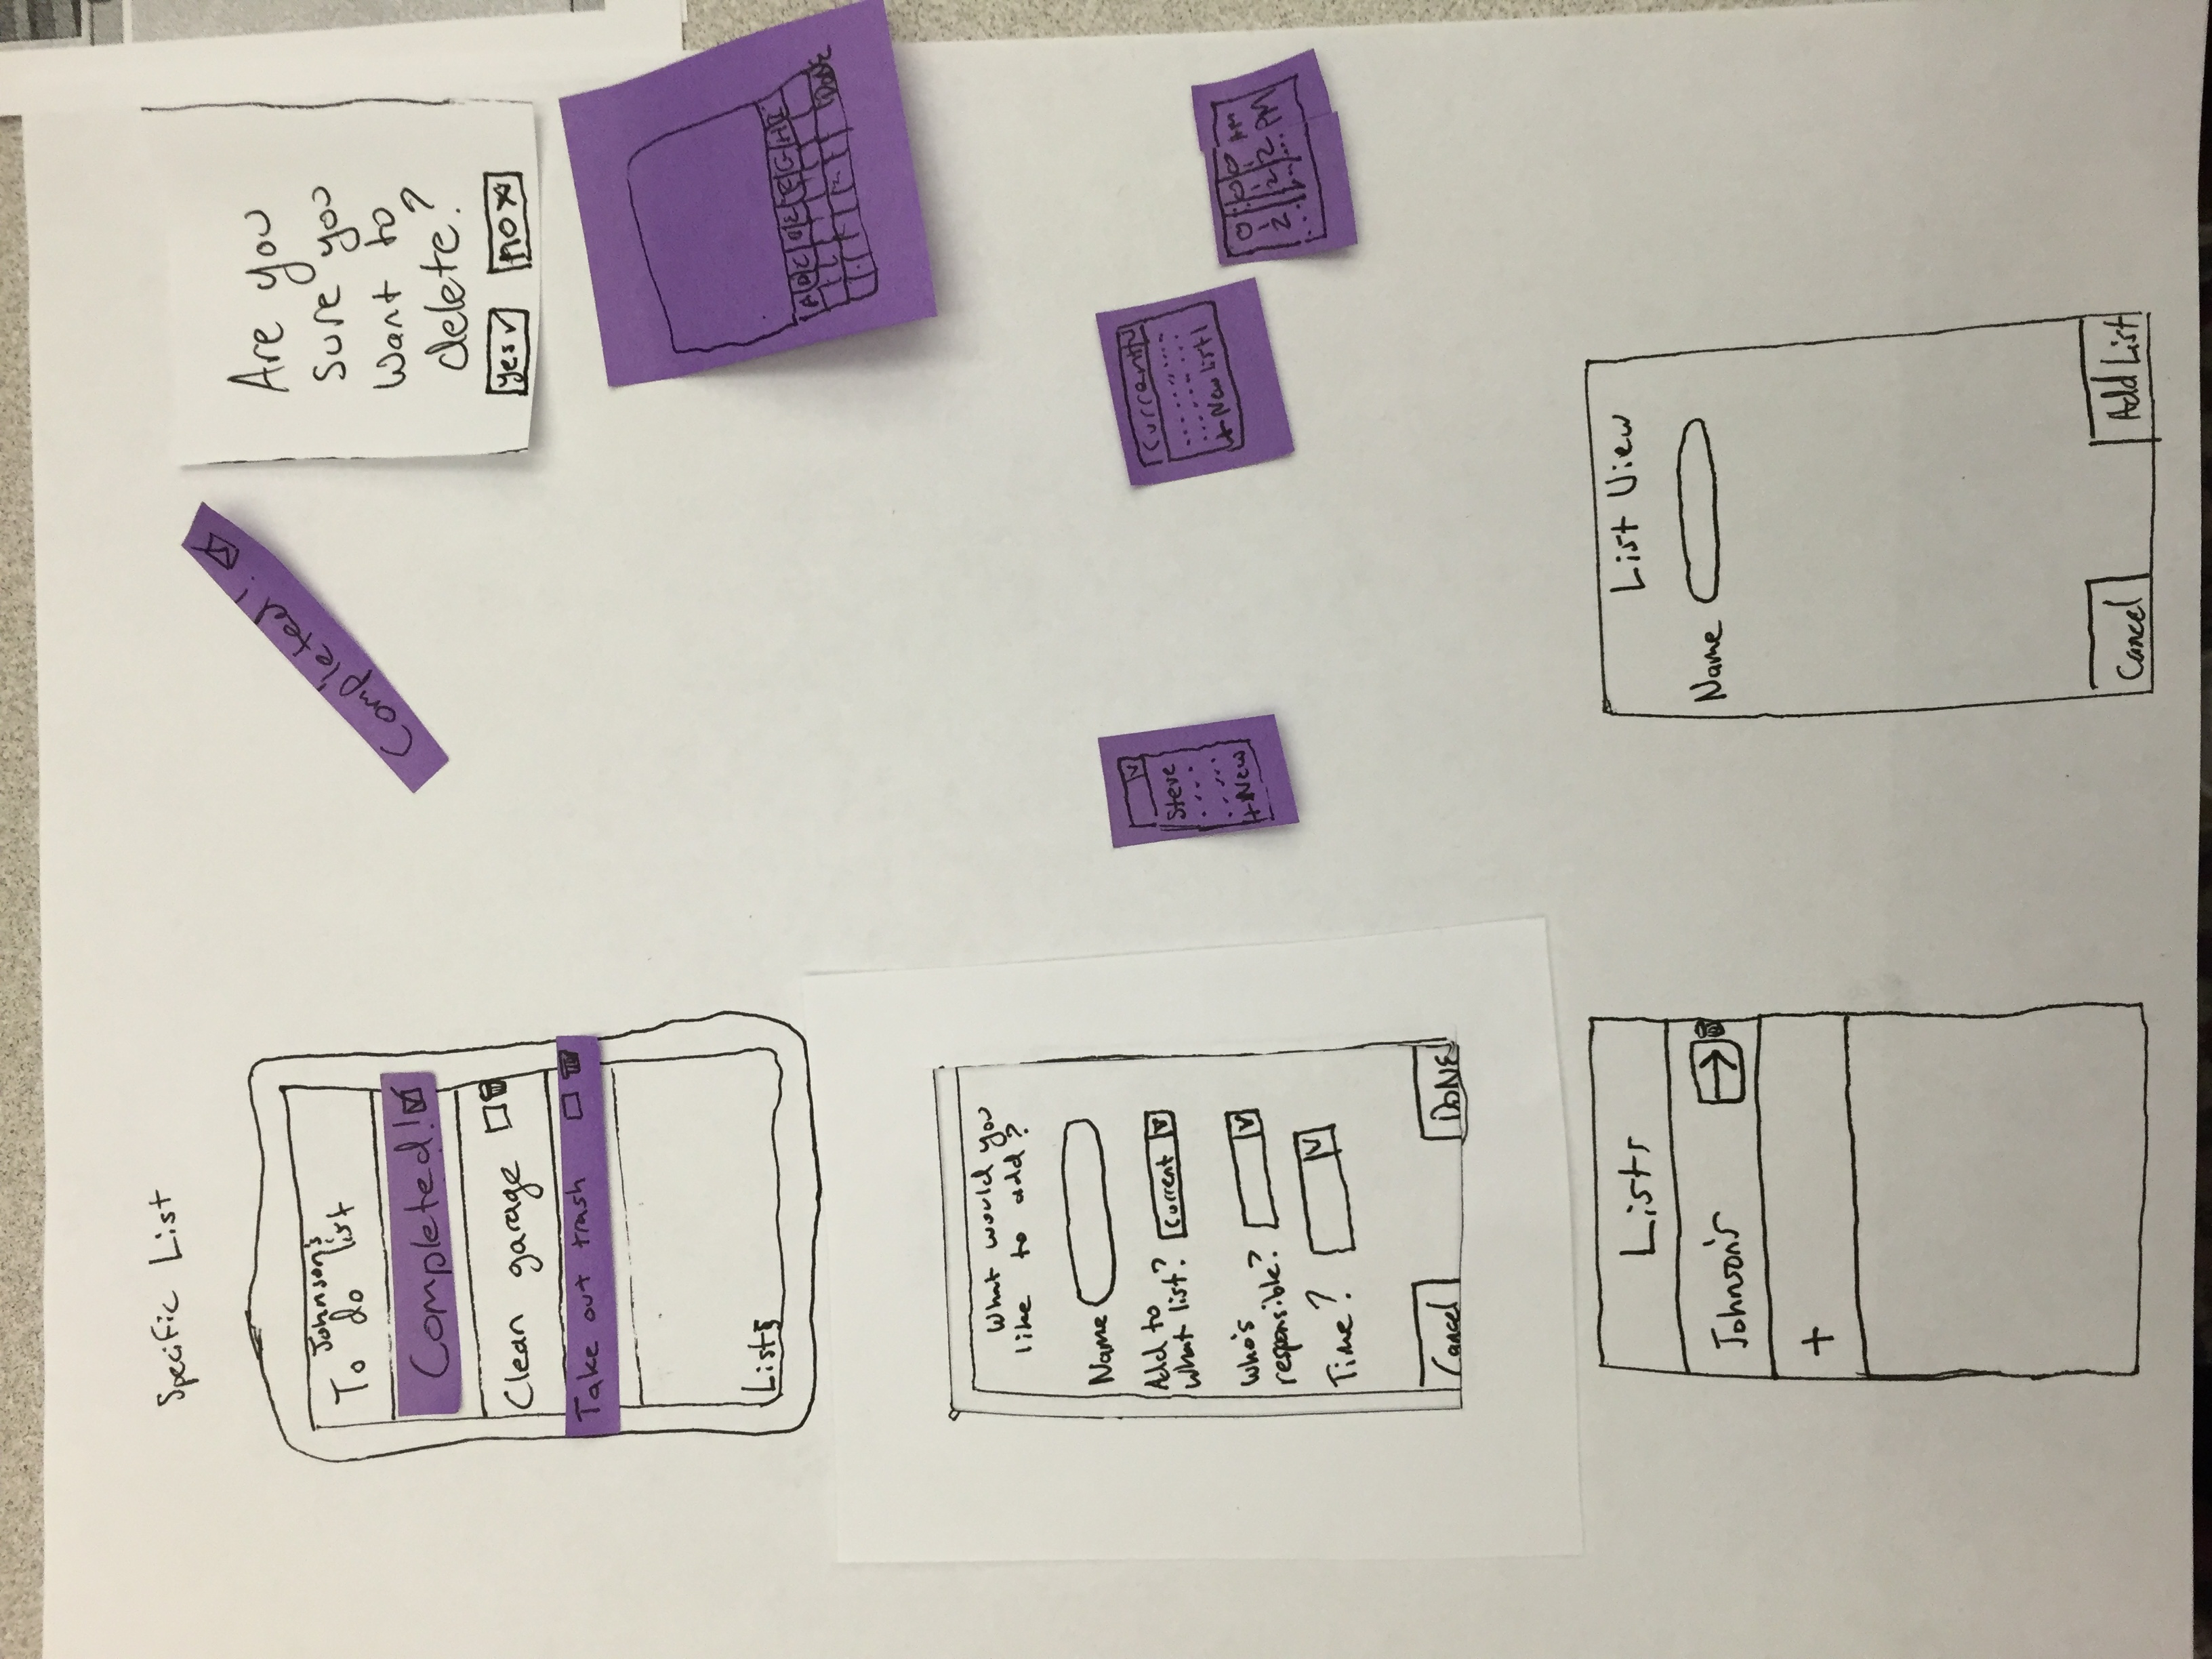 Specific List
Johnson's
To do list
Completed!
Clean garage
Take out trash
Lists
Completed!
Are you
sure you
want to
delete?
yes
no
DONE
What would you
like to add?
Name
Add to
what list?
Current
Who's
responsible?
Time?
Cancel
DONE
Steve
+New
Current
+ New list
0:00 AM
1 1 1 PM
2 2 2
Lists
Johnson's
+
List View
Name
Cancel
Add List